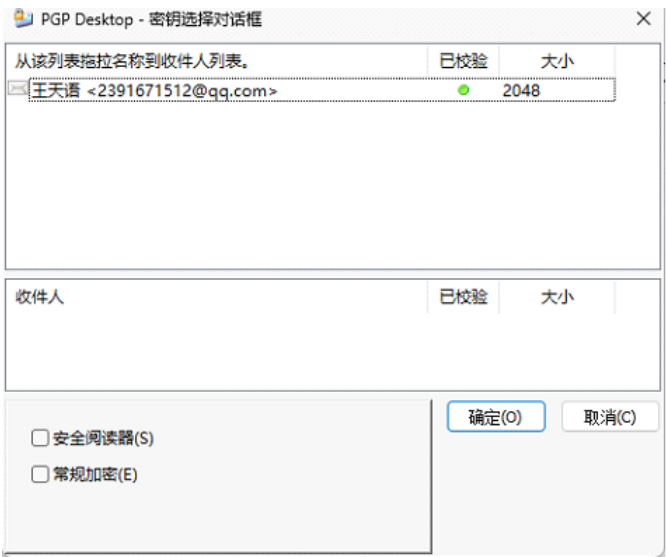 PGP Desktop - 密钥选择对话框
从该列表拖拉名称到收件人列表。 已校验 大小
王天语 <2391671512@qq.com> 2048
收件人 已校验 大小
确定(O) 取消(C)
安全阅读器(S)
常规加密(E)